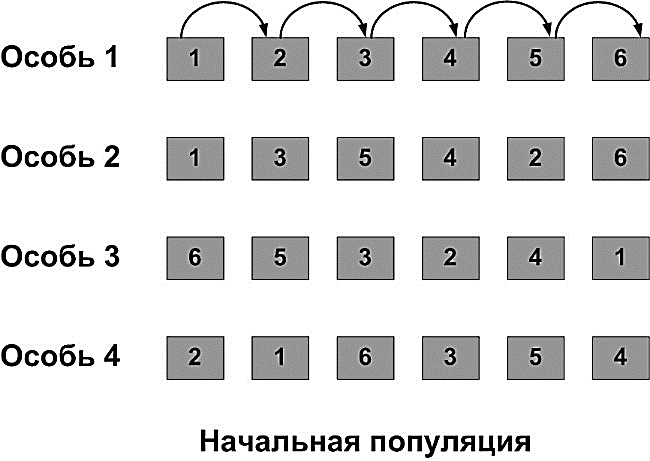 Особь 1 1 2 3 4 5 6
Особь 2 1 3 5 4 2 6
Особь 3 6 5 3 2 4 1
Особь 4 2 1 6 3 5 4
Начальная популяция